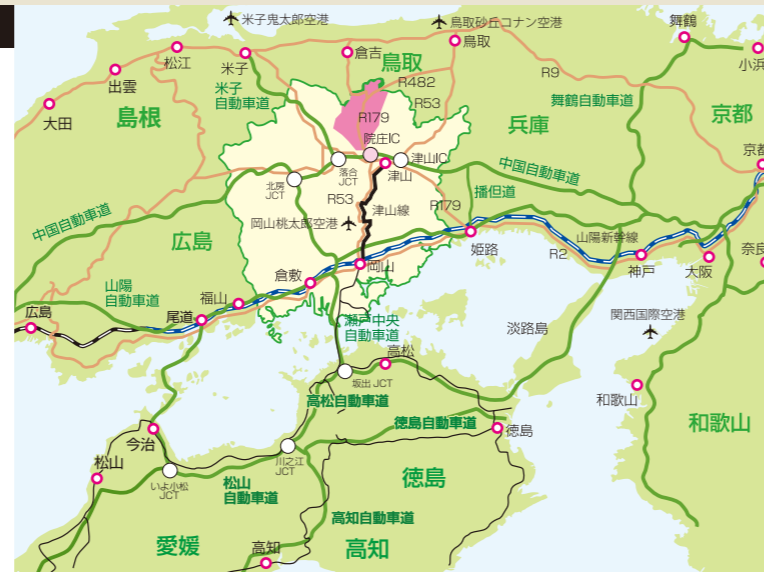 米子鬼太郎空港
鳥取砂丘コナン空港
舞鶴
松江
米子
倉吉
鳥取
小浜
出雲
鳥取
R9
米子
自動車道
R482
R53
舞鶴自動車道
大田
島根
R179
兵庫
京都
院庄IC
落合
JCT
津山IC
津山
中国自動車道
京都
北房
JCT
R53
津山線
R179
播但道
中国自動車道
岡山桃太郎空港
広島
姫路
山陽新幹線
R2
奈良
岡山
神戸
大阪
倉敷
山陽
自動車道
福山
広島
尾道
瀬戸中央
自動車道
淡路島
関西国際空港
高松
坂出 JCT
高松自動車道
和歌山
徳島自動車道
徳島
和歌山
今治
松山
川之江
JCT
いよ小松
JCT
松山
自動車道
徳島
高知自動車道
愛媛
高知
高知